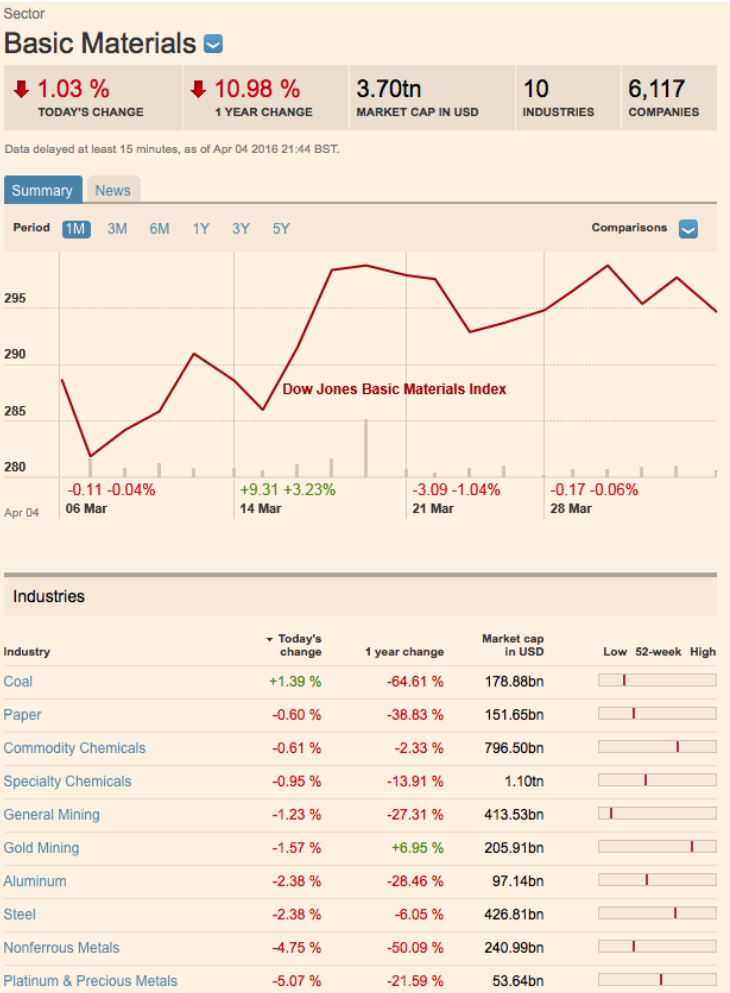 Sector
Basic Materials
1.03 % 10.98 % 3.70tn 10 6,117
TODAY'S CHANGE 1 YEAR CHANGE MARKET CAP IN USD INDUSTRIES COMPANIES
Data delayed at least 15 minutes, as of Apr 04 2016 21:44 BST.
Summary News
Period 1M 3M 6M 1Y 3Y 5Y Comparisons
295
290
Dow Jones Basic Materials Index
285
280
-0.11 -0.04% +9.31 +3.23% -3.09 -1.04% -0.17 -0.06%
Apr 04 06 Mar 14 Mar 21 Mar 28 Mar
Industries
Industry Today's change 1 year change Market cap in USD Low 52-week High
Coal +1.39 % -64.61 % 178.88bn
Paper -0.60 % -38.83 % 151.65bn
Commodity Chemicals -0.61 % -2.33 % 796.50bn
Specialty Chemicals -0.95 % -13.91 % 1.10tn
General Mining -1.23 % -27.31 % 413.53bn
Gold Mining -1.57 % +6.95 % 205.91bn
Aluminum -2.38 % -28.46 % 97.14bn
Steel -2.38 % -6.05 % 426.81bn
Nonferrous Metals -4.75 % -50.09 % 240.99bn
Platinum & Precious Metals -5.07 % -21.59 % 53.64bn